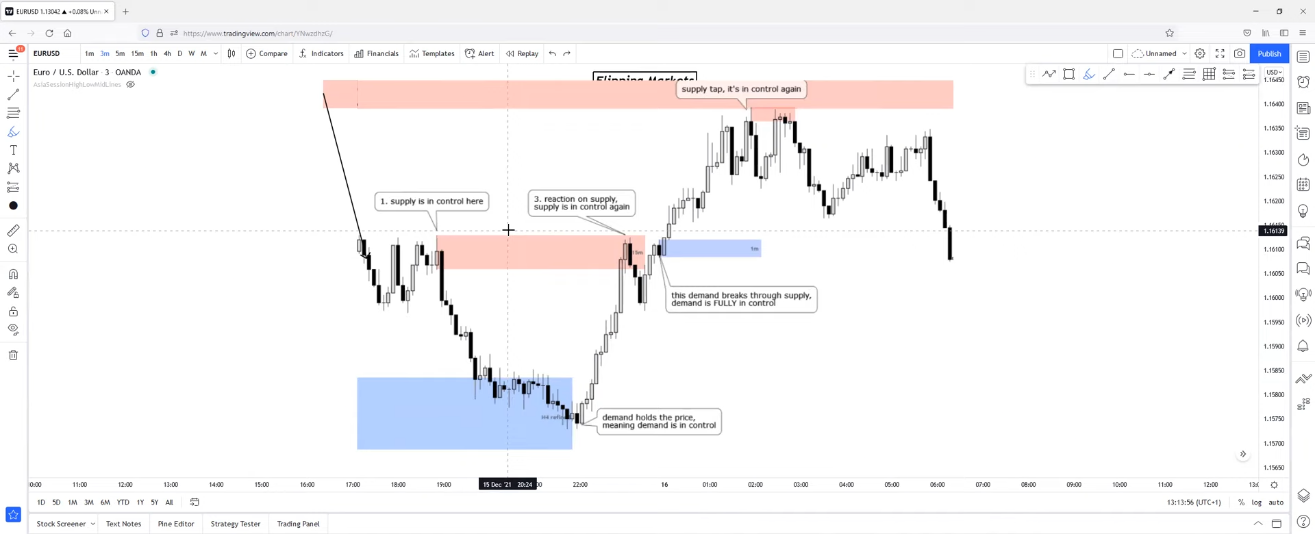 EURUSD 1.13042 ▲ +0.08% Un
https://www.tradingview.com/chart/YNwzdhzG/
EURUSD 1m 3m 5m 15m 1h 4h D W M Compare Indicators Financials Templates Alert Replay Unnamed Publish
Euro / U.S. Dollar · 3 · OANDA
AsiaSessionHighLowMidLines
Flipping Markets
USD
supply tap, it's in control again
1. supply is in control here
3. reaction on supply,
supply is in control again
15m
1m
this demand breaks through supply,
demand is FULLY in control
demand holds the price,
meaning demand is in control
1.16450
1.16400
1.16350
1.16300
1.16250
1.16200
1.16139
1.16100
1.16050
1.16000
1.15950
1.15900
1.15850
1.15800
1.15750
1.15700
1.15650
0:00 11:00 12:00 13:00 14:00 15:00 16:00 17:00 18:00 19:00 15 Dec '21 20:24 22:00 16 01:00 02:00 03:00 04:00 05:00 06:00 07:00 08:00 09:00 10:00 11:00 12:00
1D 5D 1M 3M 6M YTD 1Y 5Y All 13:13:56 (UTC+1) % log auto
Stock Screener Text Notes Pine Editor Strategy Tester Trading Panel